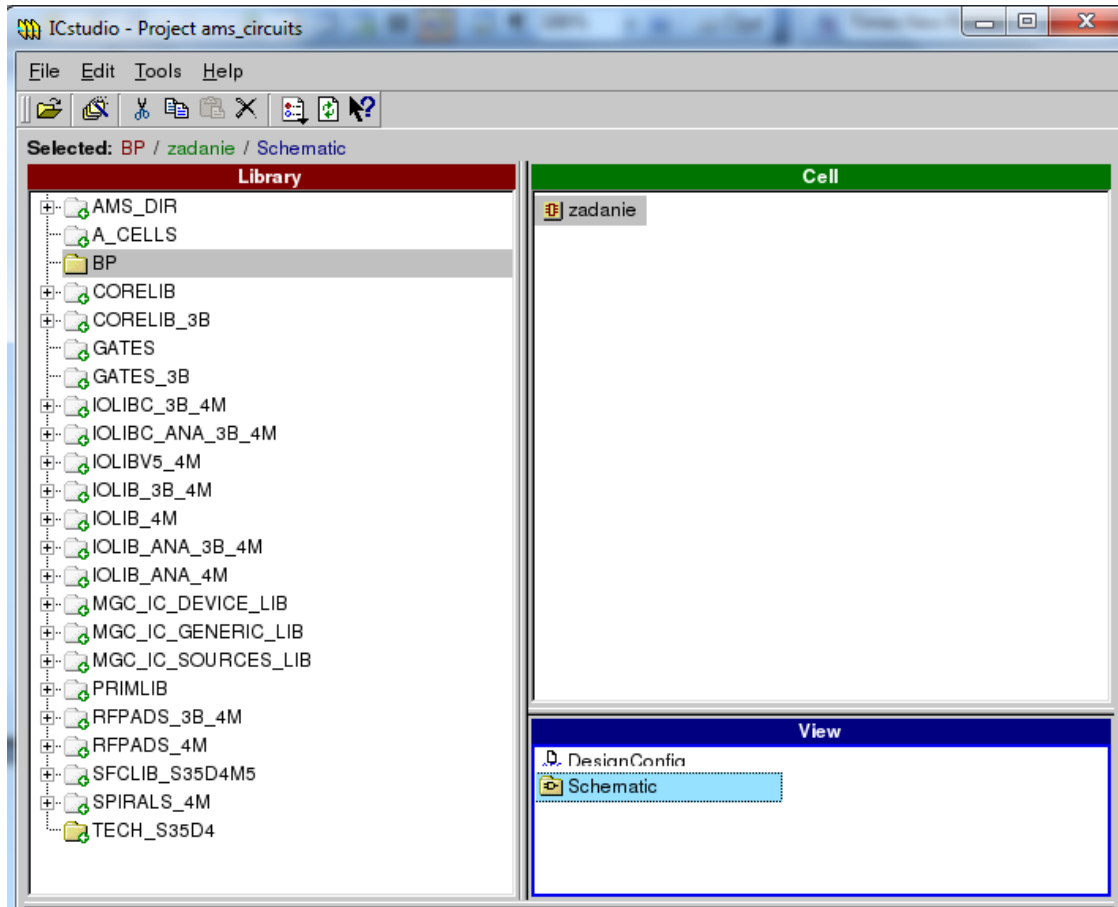 ICstudio - Project ams_circuits
File Edit Tools Help
Selected: BP / zadanie / Schematic
Library
AMS_DIR
A_CELLS
BP
CORELIB
CORELIB_3B
GATES
GATES_3B
IOLIBC_3B_4M
IOLIBC_ANA_3B_4M
IOLIBV5_4M
IOLIB_3B_4M
IOLIB_4M
IOLIB_ANA_3B_4M
IOLIB_ANA_4M
MGC_IC_DEVICE_LIB
MGC_IC_GENERIC_LIB
MGC_IC_SOURCES_LIB
PRIMLIB
RFPADS_3B_4M
RFPADS_4M
SFCLIB_S35D4M5
SPIRALS_4M
TECH_S35D4
Cell
zadanie
View
DesignConfig
Schematic